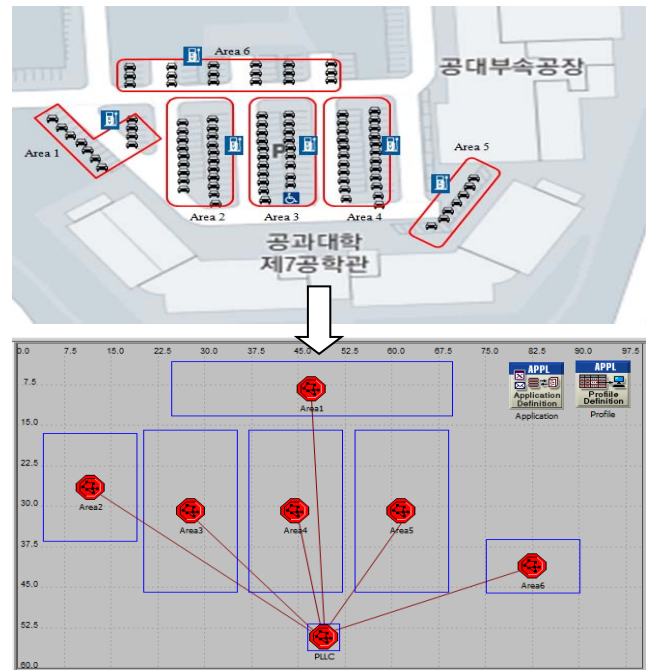 Area 6
공대부속공장
Area 1
P
Area 5
Area 2
Area 3
Area 4
공과대학
제7공학관
0.0 7.5 15.0 22.5 30.0 37.5 45.0 52.5 60.0 67.5 75.0 82.5 90.0 97.5
7.5
15.0
22.5
30.0
37.5
45.0
52.5
60.0
APPL
Application
Definition
Application
APPL
Profile
Definition
Profile
Area1
Area2
Area3
Area4
Area5
Area6
PLLC